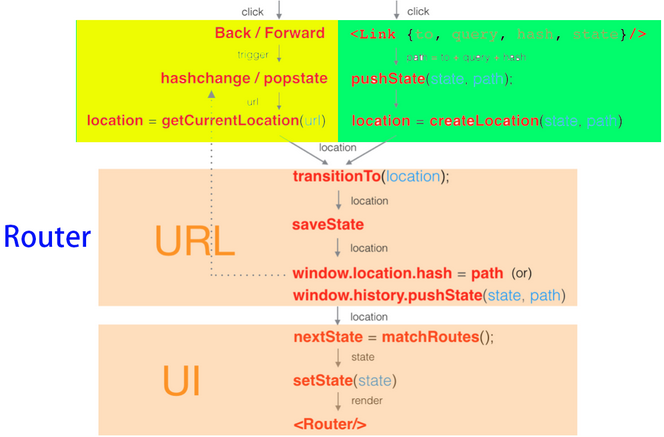 click
click
Back / Forward
<Link {to, query, hash, state}/>
trigger
path = to + query + hash
hashchange / popstate
pushState(state, path);
url
location = getCurrentLocation(url)
location = createLocation(state, path)
location
transitionTo(location);
location
saveState
Router
URL
location
window.location.hash = path (or)
window.history.pushState(state, path)
location
nextState = matchRoutes();
state
UI
setState(state)
render
<Router/>